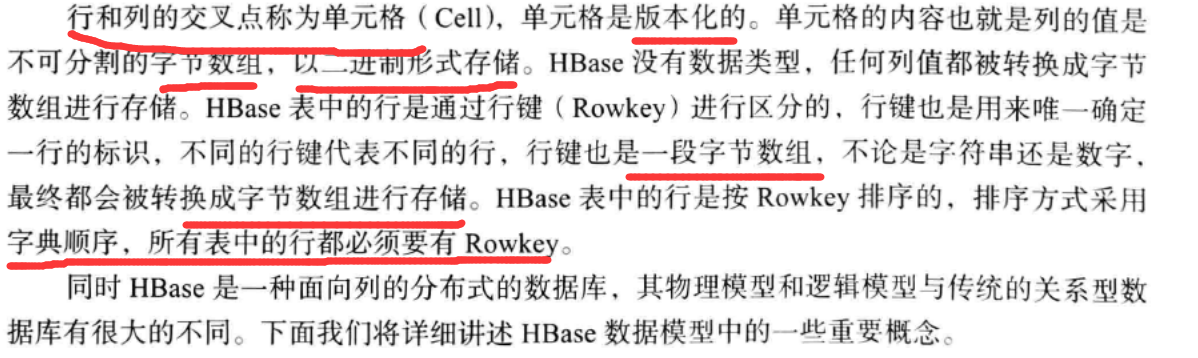 行和列的交叉点称为单元格（Cell），单元格是版本化的。单元格的内容也就是列的值是
不可分割的字节数组，以二进制形式存储。HBase 没有数据类型，任何列值都被转换成字节
数组进行存储。HBase 表中的行是通过行键（Rowkey）进行区分的，行键也是用来唯一确定
一行的标识，不同的行键代表不同的行，行键也是一段字节数组，不论是字符串还是数字，
最终都会被转换成字节数组进行存储。HBase 表中的行是按 Rowkey 排序的，排序方式采用
字典顺序，所有表中的行都必须要有 Rowkey。
同时 HBase 是一种面向列的分布式的数据库，其物理模型和逻辑模型与传统的关系型数
据库有很大的不同。下面我们将详细讲述 HBase 数据模型中的一些重要概念。